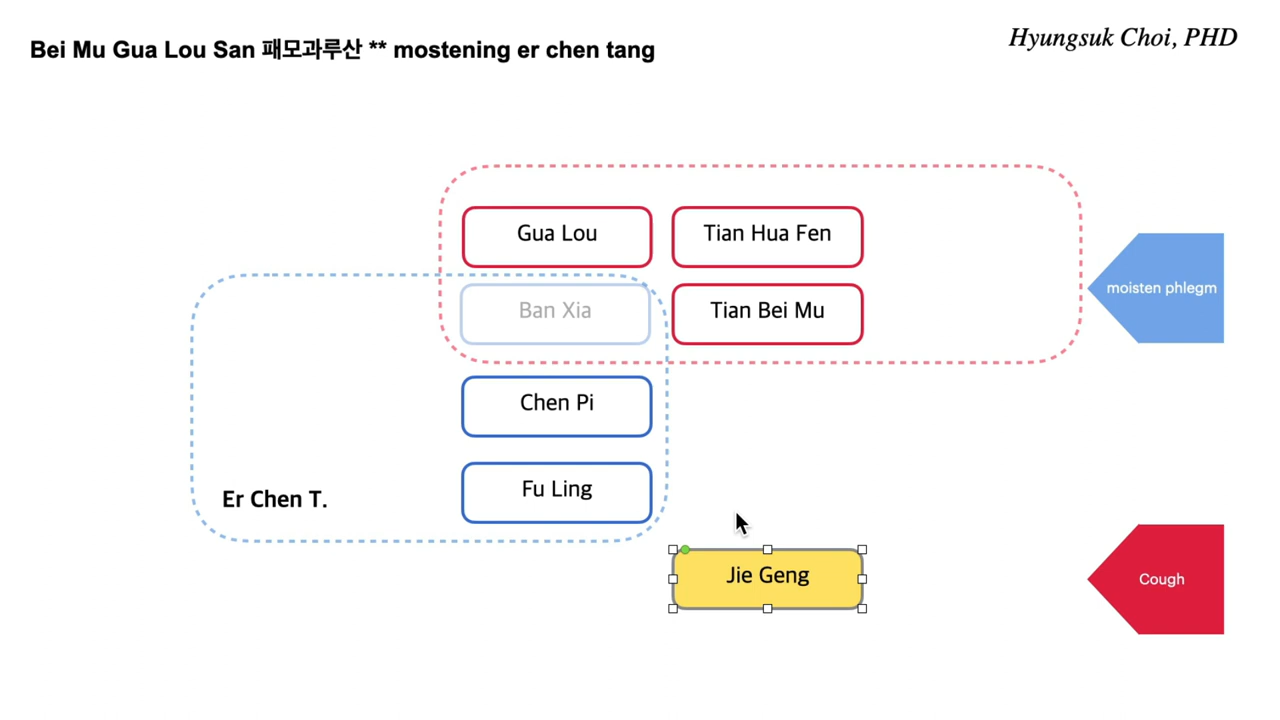 Bei Mu Gua Lou San 패모과루산 ** mostening er chen tang
Hyungsuk Choi, PHD
Gua Lou
Tian Hua Fen
moisten phlegm
Ban Xia
Tian Bei Mu
Chen Pi
Fu Ling
Er Chen T.
Jie Geng
Cough